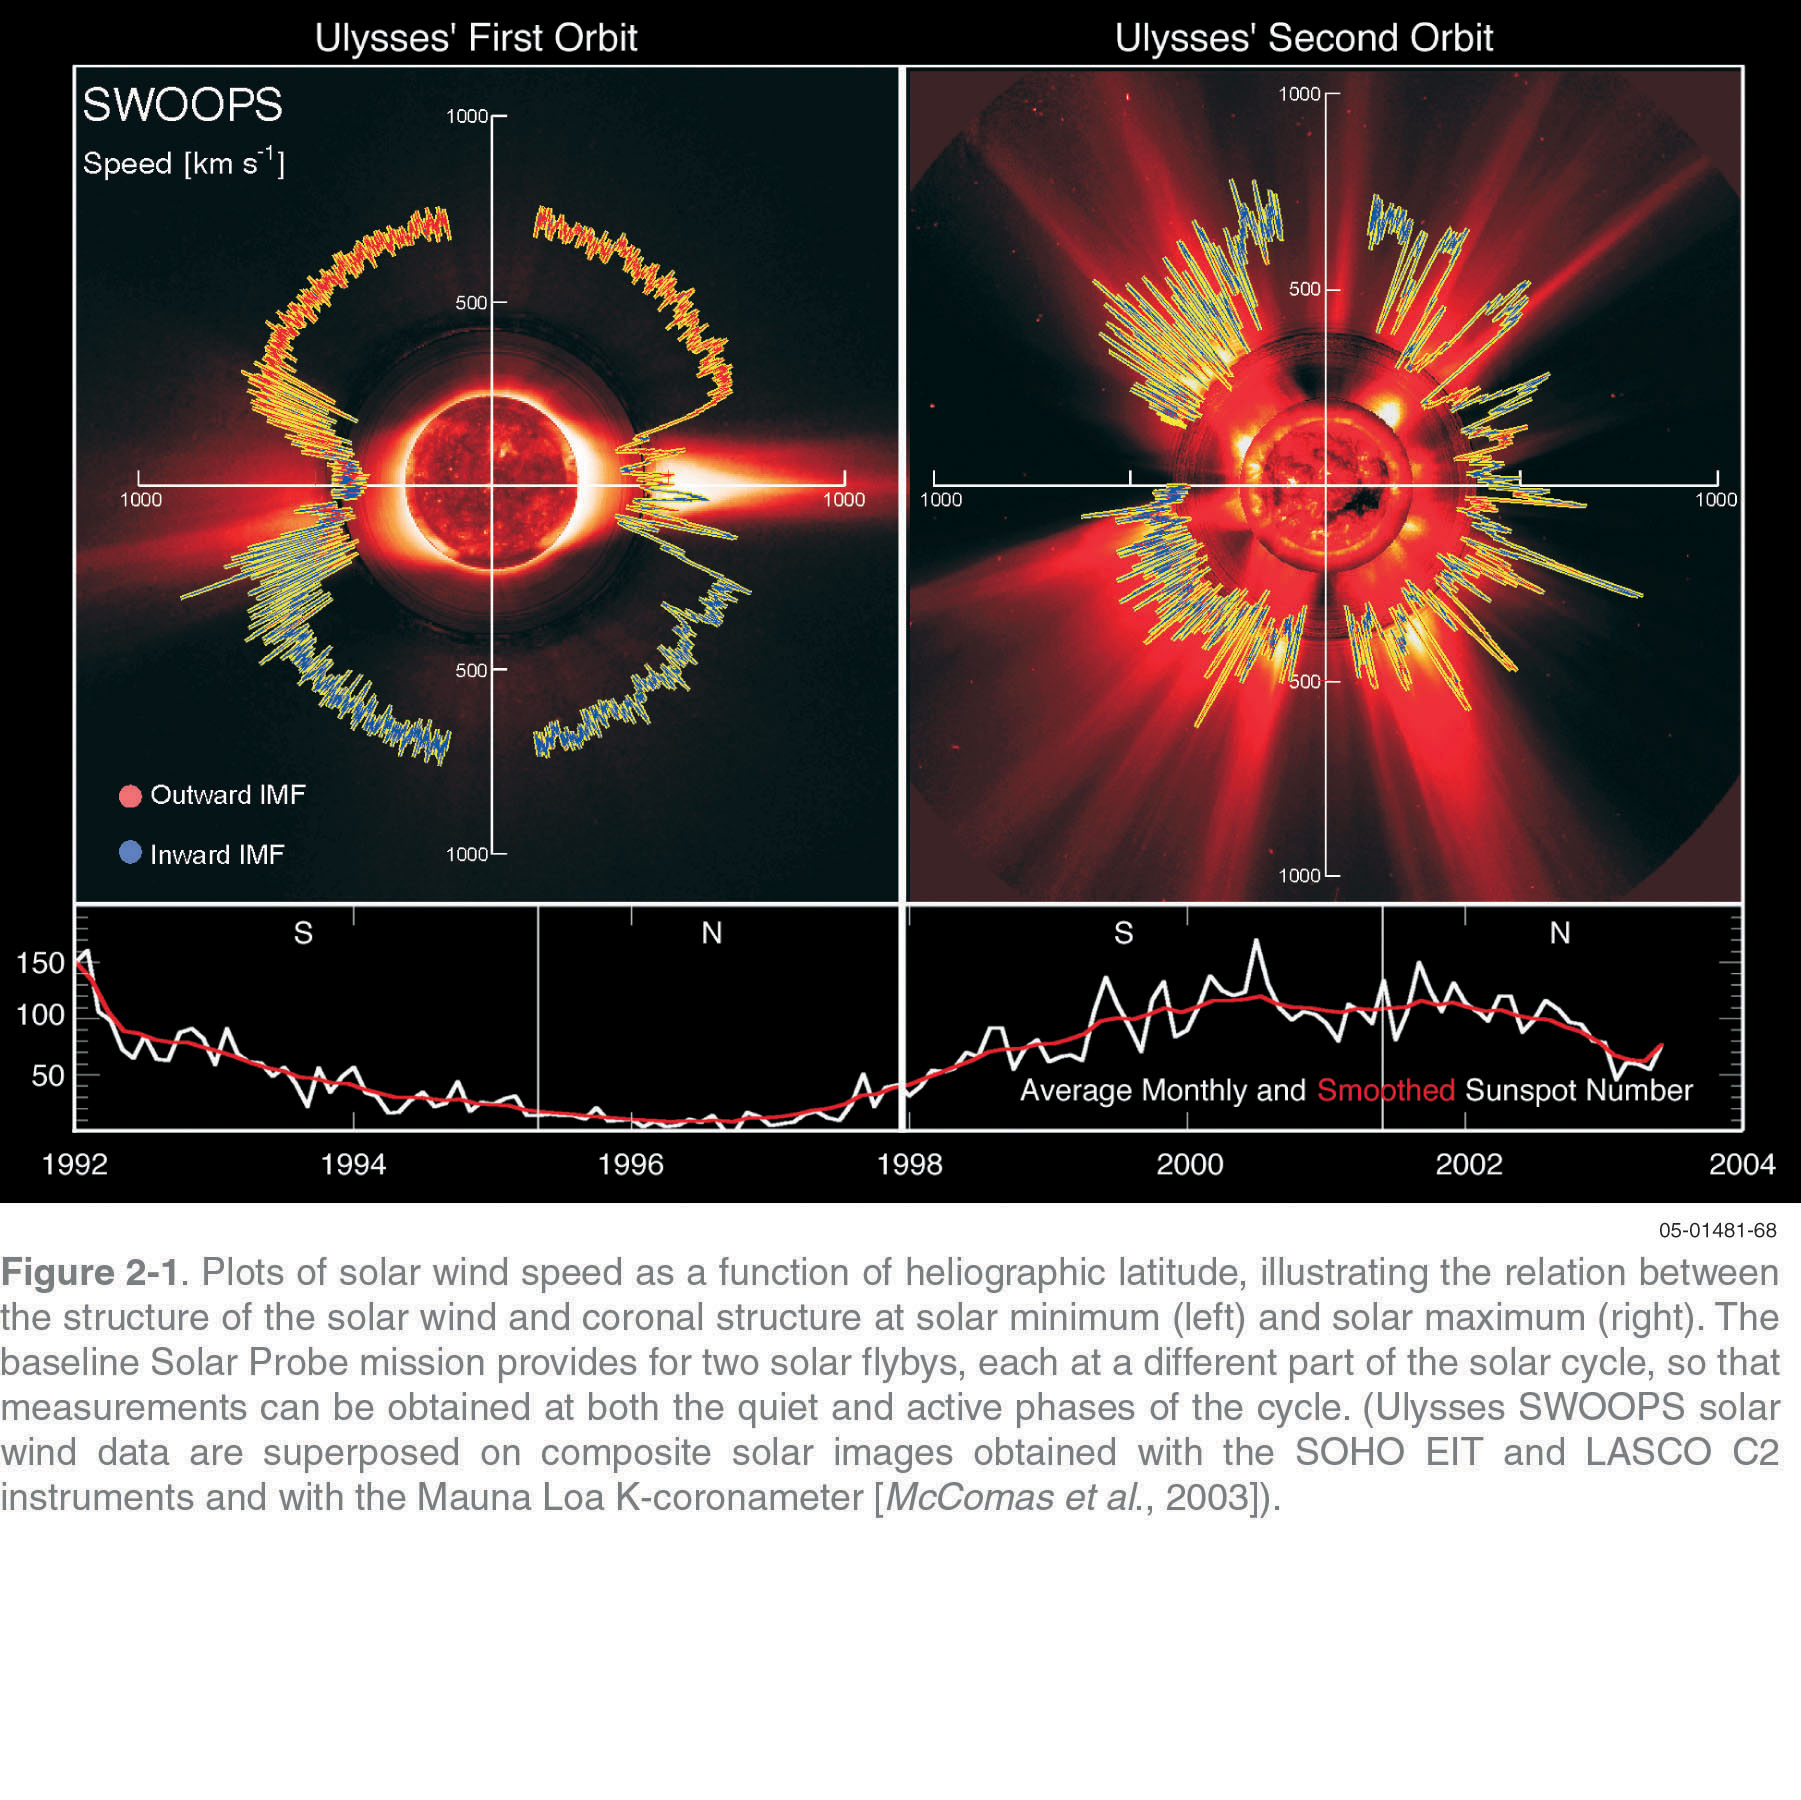 Ulysses' First Orbit
Ulysses' Second Orbit
SWOOPS
Speed [km s-1]
1000
500
1000
1000
500
1000
Outward IMF
Inward IMF
1000
500
1000
1000
500
1000
S
N
S
N
150
100
50
Average Monthly and Smoothed Sunspot Number
1992
1994
1996
1998
2000
2002
2004
05-01481-68
Figure 2-1. Plots of solar wind speed as a function of heliographic latitude, illustrating the relation between
the structure of the solar wind and coronal structure at solar minimum (left) and solar maximum (right). The
baseline Solar Probe mission provides for two solar flybys, each at a different part of the solar cycle, so that
measurements can be obtained at both the quiet and active phases of the cycle. (Ulysses SWOOPS solar
wind data are superposed on composite solar images obtained with the SOHO EIT and LASCO C2
instruments and with the Mauna Loa K-coronameter [McComas et al., 2003]).